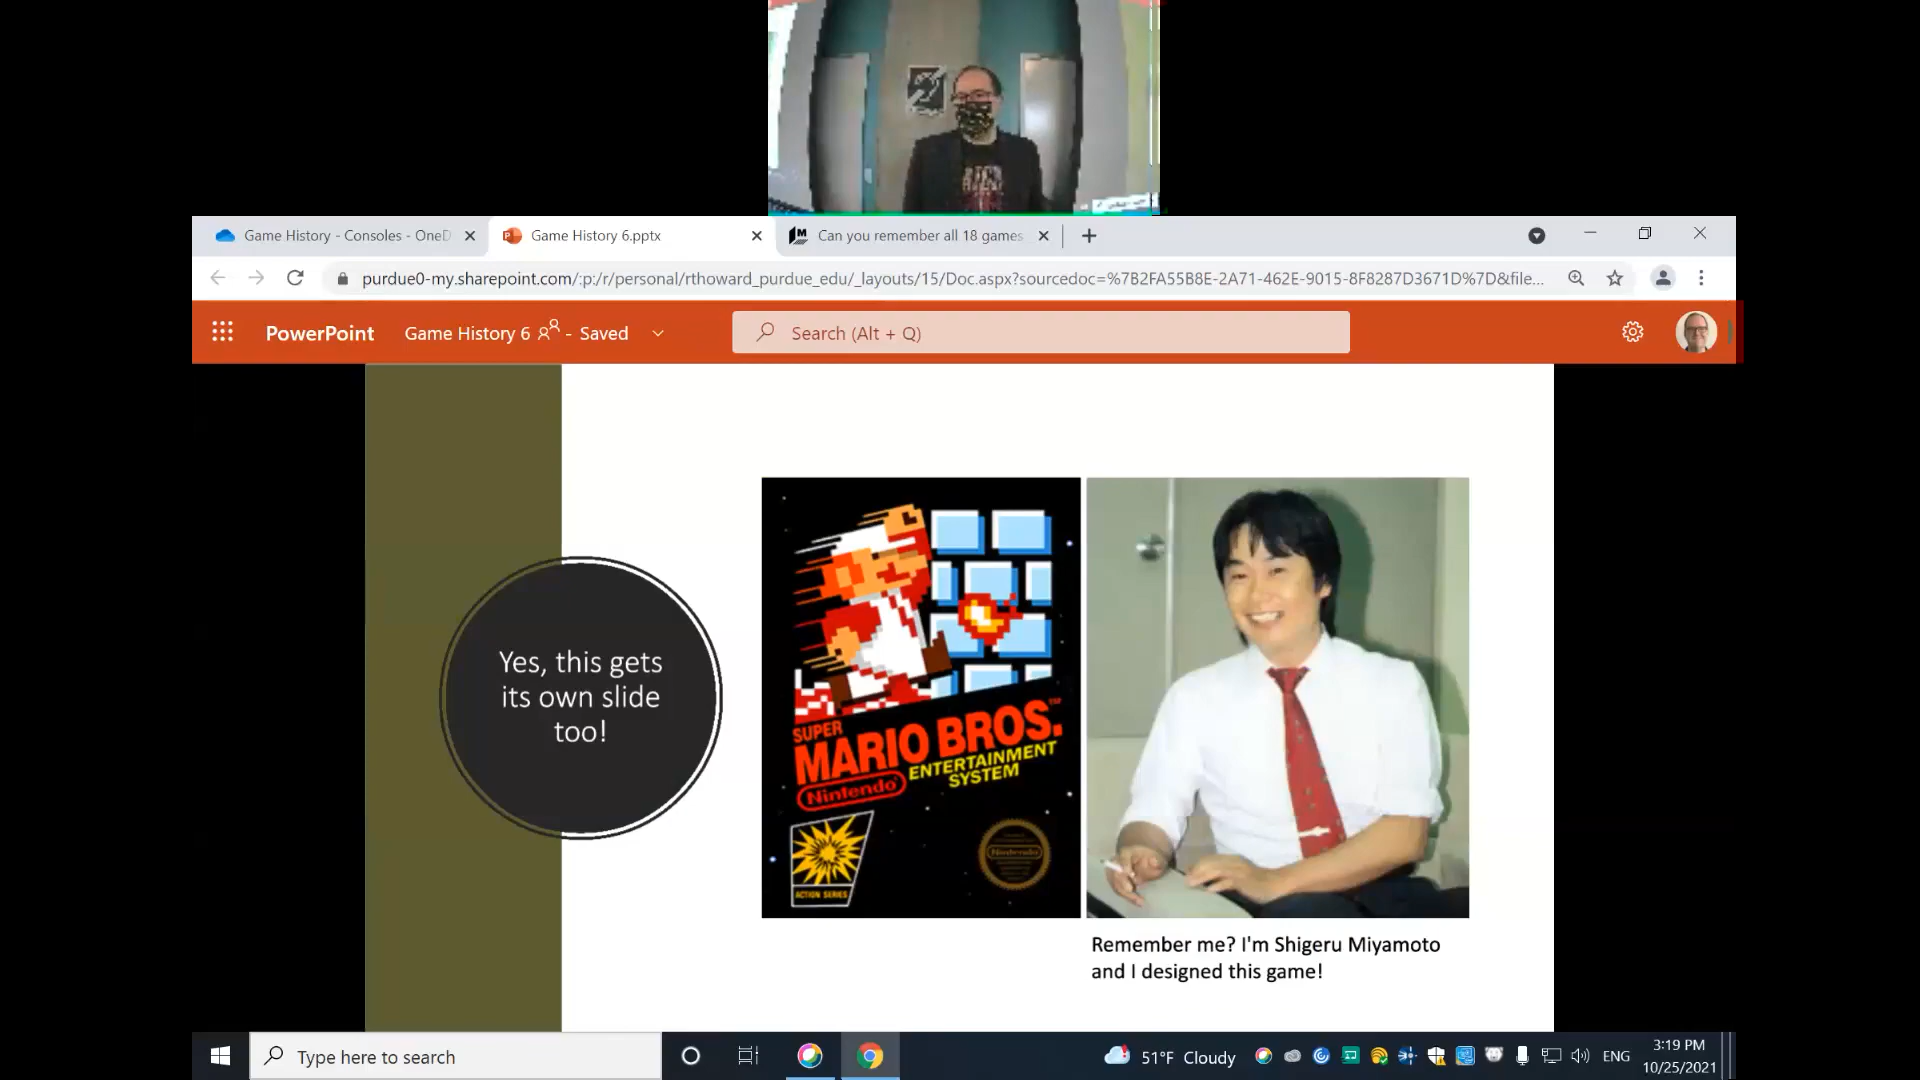 Game History - Consoles - OneD
Game History 6.pptx
Can you remember all 18 games
purdue0-my.sharepoint.com/:p:/r/personal/rthoward_purdue_edu/_layouts/15/Doc.aspx?sourcedoc=%7B2FA55B8E-2A71-462E-9015-8F8287D3671D%7D&file...
PowerPoint
Game History 6 - Saved
Search (Alt + Q)
Yes, this gets
its own slide
too!
SUPER
MARIO BROS.™
Nintendo
ENTERTAINMENT
SYSTEM
ACTION SERIES
Nintendo
Remember me? I'm Shigeru Miyamoto
and I designed this game!
Type here to search
51°F Cloudy
ENG
3:19 PM
10/25/2021